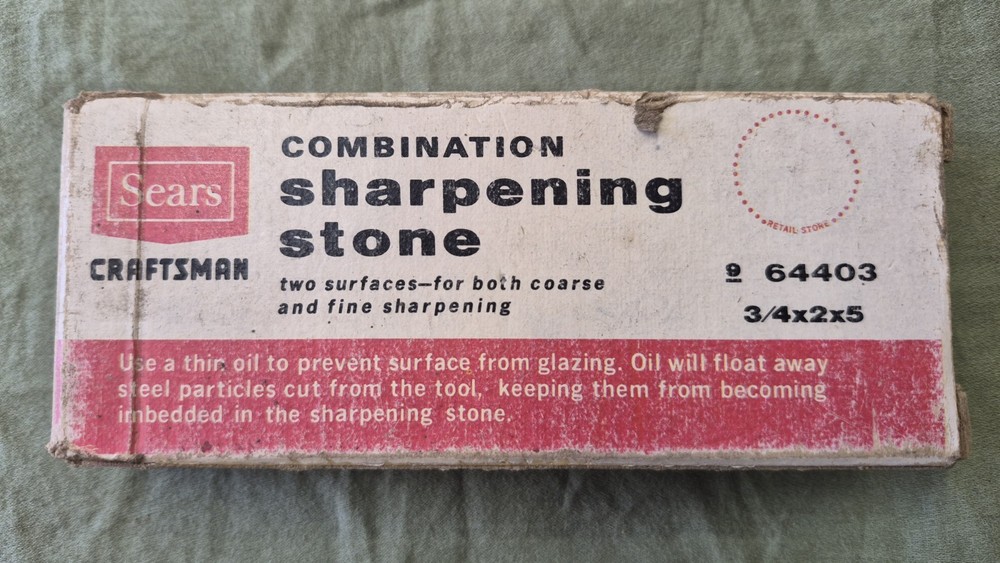 Sears
CRAFTSMAN
COMBINATION
sharpening
stone
two surfaces—for both coarse
and fine sharpening
RETAIL STORE
9 64403
3/4x2x5
Use a thin oil to prevent surface from glazing. Oil will float away
steel particles cut from the tool, keeping them from becoming
imbedded in the sharpening stone.